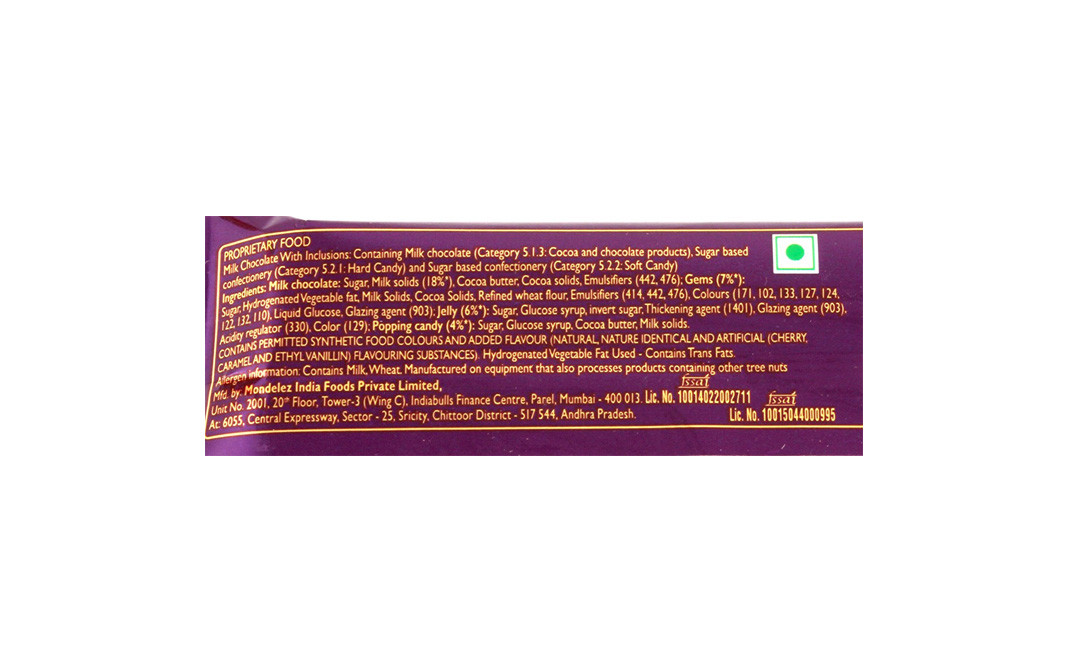 PROPRIETARY FOOD
Milk Chocolate With Inclusions: Containing Milk chocolate (Category 5.1.3: Cocoa and chocolate products), Sugar based
confectionery (Category 5.2.1: Hard Candy) and Sugar based confectionery (Category 5.2.2: Soft Candy)
Ingredients: Milk chocolate: Sugar, Milk solids (18%*), Cocoa butter, Cocoa solids, Emulsifiers (442, 476); Gems (7%*):
Sugar, Hydrogenated Vegetable fat, Milk Solids, Cocoa Solids, Refined wheat flour, Emulsifiers (414, 442, 476), Colours (171, 102, 133, 127, 124,
122, 132, 110), Liquid Glucose, Glazing agent (903); Jelly (6%*): Sugar, Glucose syrup, invert sugar, Thickening agent (1401), Glazing agent (903),
Acidity regulator (330), Color (129); Popping candy (4%*): Sugar, Glucose syrup, Cocoa butter, Milk solids.
CONTAINS PERMITTED SYNTHETIC FOOD COLOURS AND ADDED FLAVOUR (NATURAL, NATURE IDENTICAL AND ARTIFICIAL (CHERRY,
CARAMEL AND ETHYL VANILLIN) FLAVOURING SUBSTANCES). Hydrogenated Vegetable Fat Used - Contains Trans Fats.
Allergen information: Contains Milk, Wheat. Manufactured on equipment that also processes products containing other tree nuts
Mfd. by: Mondelez India Foods Private Limited,
fssai
Unit No. 2001, 20th Floor, Tower-3 (Wing C), Indiabulls Finance Centre, Parel, Mumbai - 400 013. Lic. No. 10014022002711
fssai
At: 6055, Central Expressway, Sector - 25, Sricity, Chittoor District - 517 544, Andhra Pradesh. Lic. No. 10015044000995